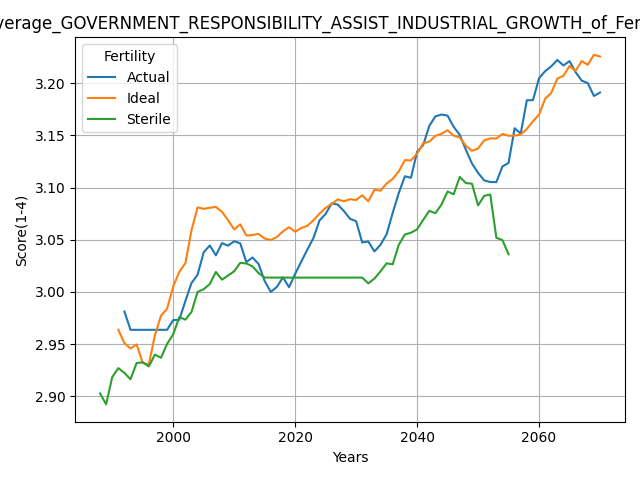 verage_GOVERNMENT_RESPONSIBILITY_ASSIST_INDUSTRIAL_GROWTH_of_Fer
Fertility
Actual
Ideal
Sterile
3.20
3.15
3.10
3.05
3.00
2.95
2.90
Score(1-4)
2000 2020 2040 2060
Years